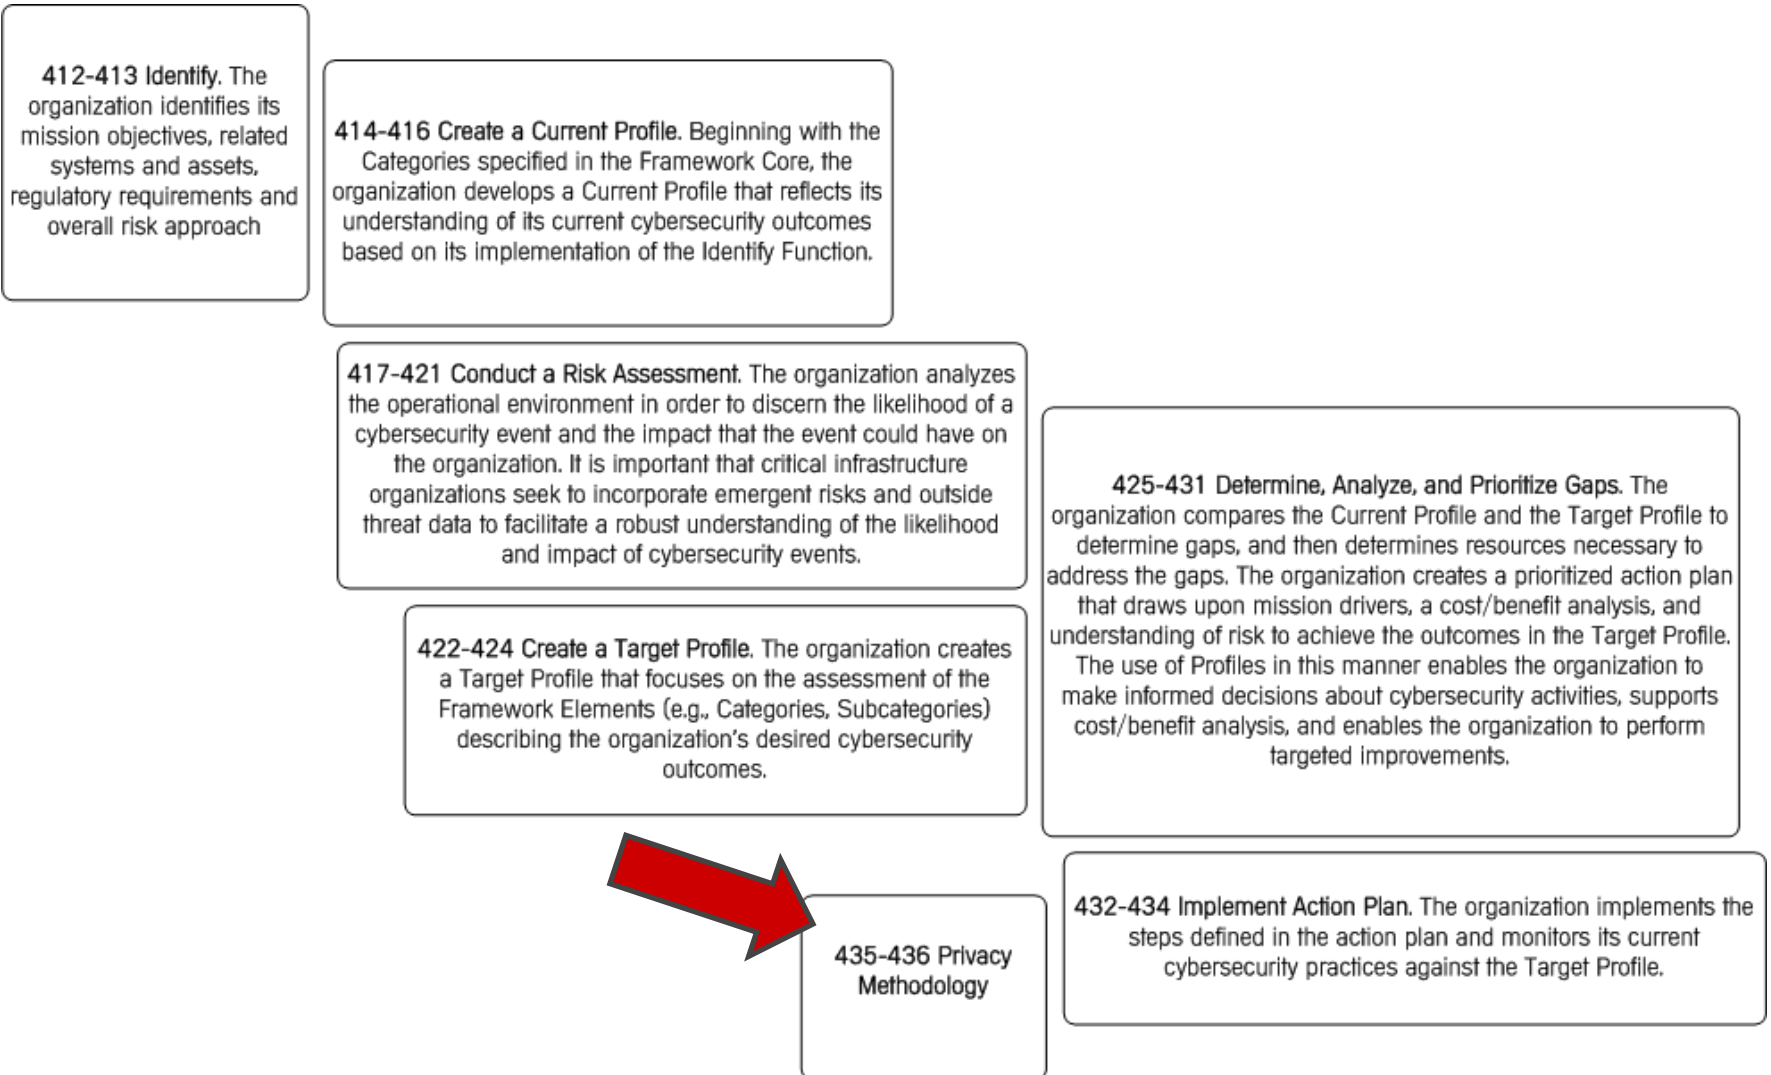 412-413 Identify. The
organization identifies its
mission objectives, related
systems and assets,
regulatory requirements and
overall risk approach
414-416 Create a Current Profile. Beginning with the
Categories specified in the Framework Core, the
organization develops a Current Profile that reflects its
understanding of its current cybersecurity outcomes
based on its implementation of the Identify Function.
417-421 Conduct a Risk Assessment. The organization analyzes
the operational environment in order to discern the likelihood of a
cybersecurity event and the impact that the event could have on
the organization. It is important that critical infrastructure
organizations seek to incorporate emergent risks and outside
threat data to facilitate a robust understanding of the likelihood
and impact of cybersecurity events.
422-424 Create a Target Profile. The organization creates
a Target Profile that focuses on the assessment of the
Framework Elements (e.g., Categories, Subcategories)
describing the organization's desired cybersecurity
outcomes.
425-431 Determine, Analyze, and Prioritize Gaps. The
organization compares the Current Profile and the Target Profile to
determine gaps, and then determines resources necessary to
address the gaps. The organization creates a prioritized action plan
that draws upon mission drivers, a cost/benefit analysis, and
understanding of risk to achieve the outcomes in the Target Profile.
The use of Profiles in this manner enables the organization to
make informed decisions about cybersecurity activities, supports
cost/benefit analysis, and enables the organization to perform
targeted improvements.
432-434 Implement Action Plan. The organization implements the
steps defined in the action plan and monitors its current
cybersecurity practices against the Target Profile.
435-436 Privacy
Methodology